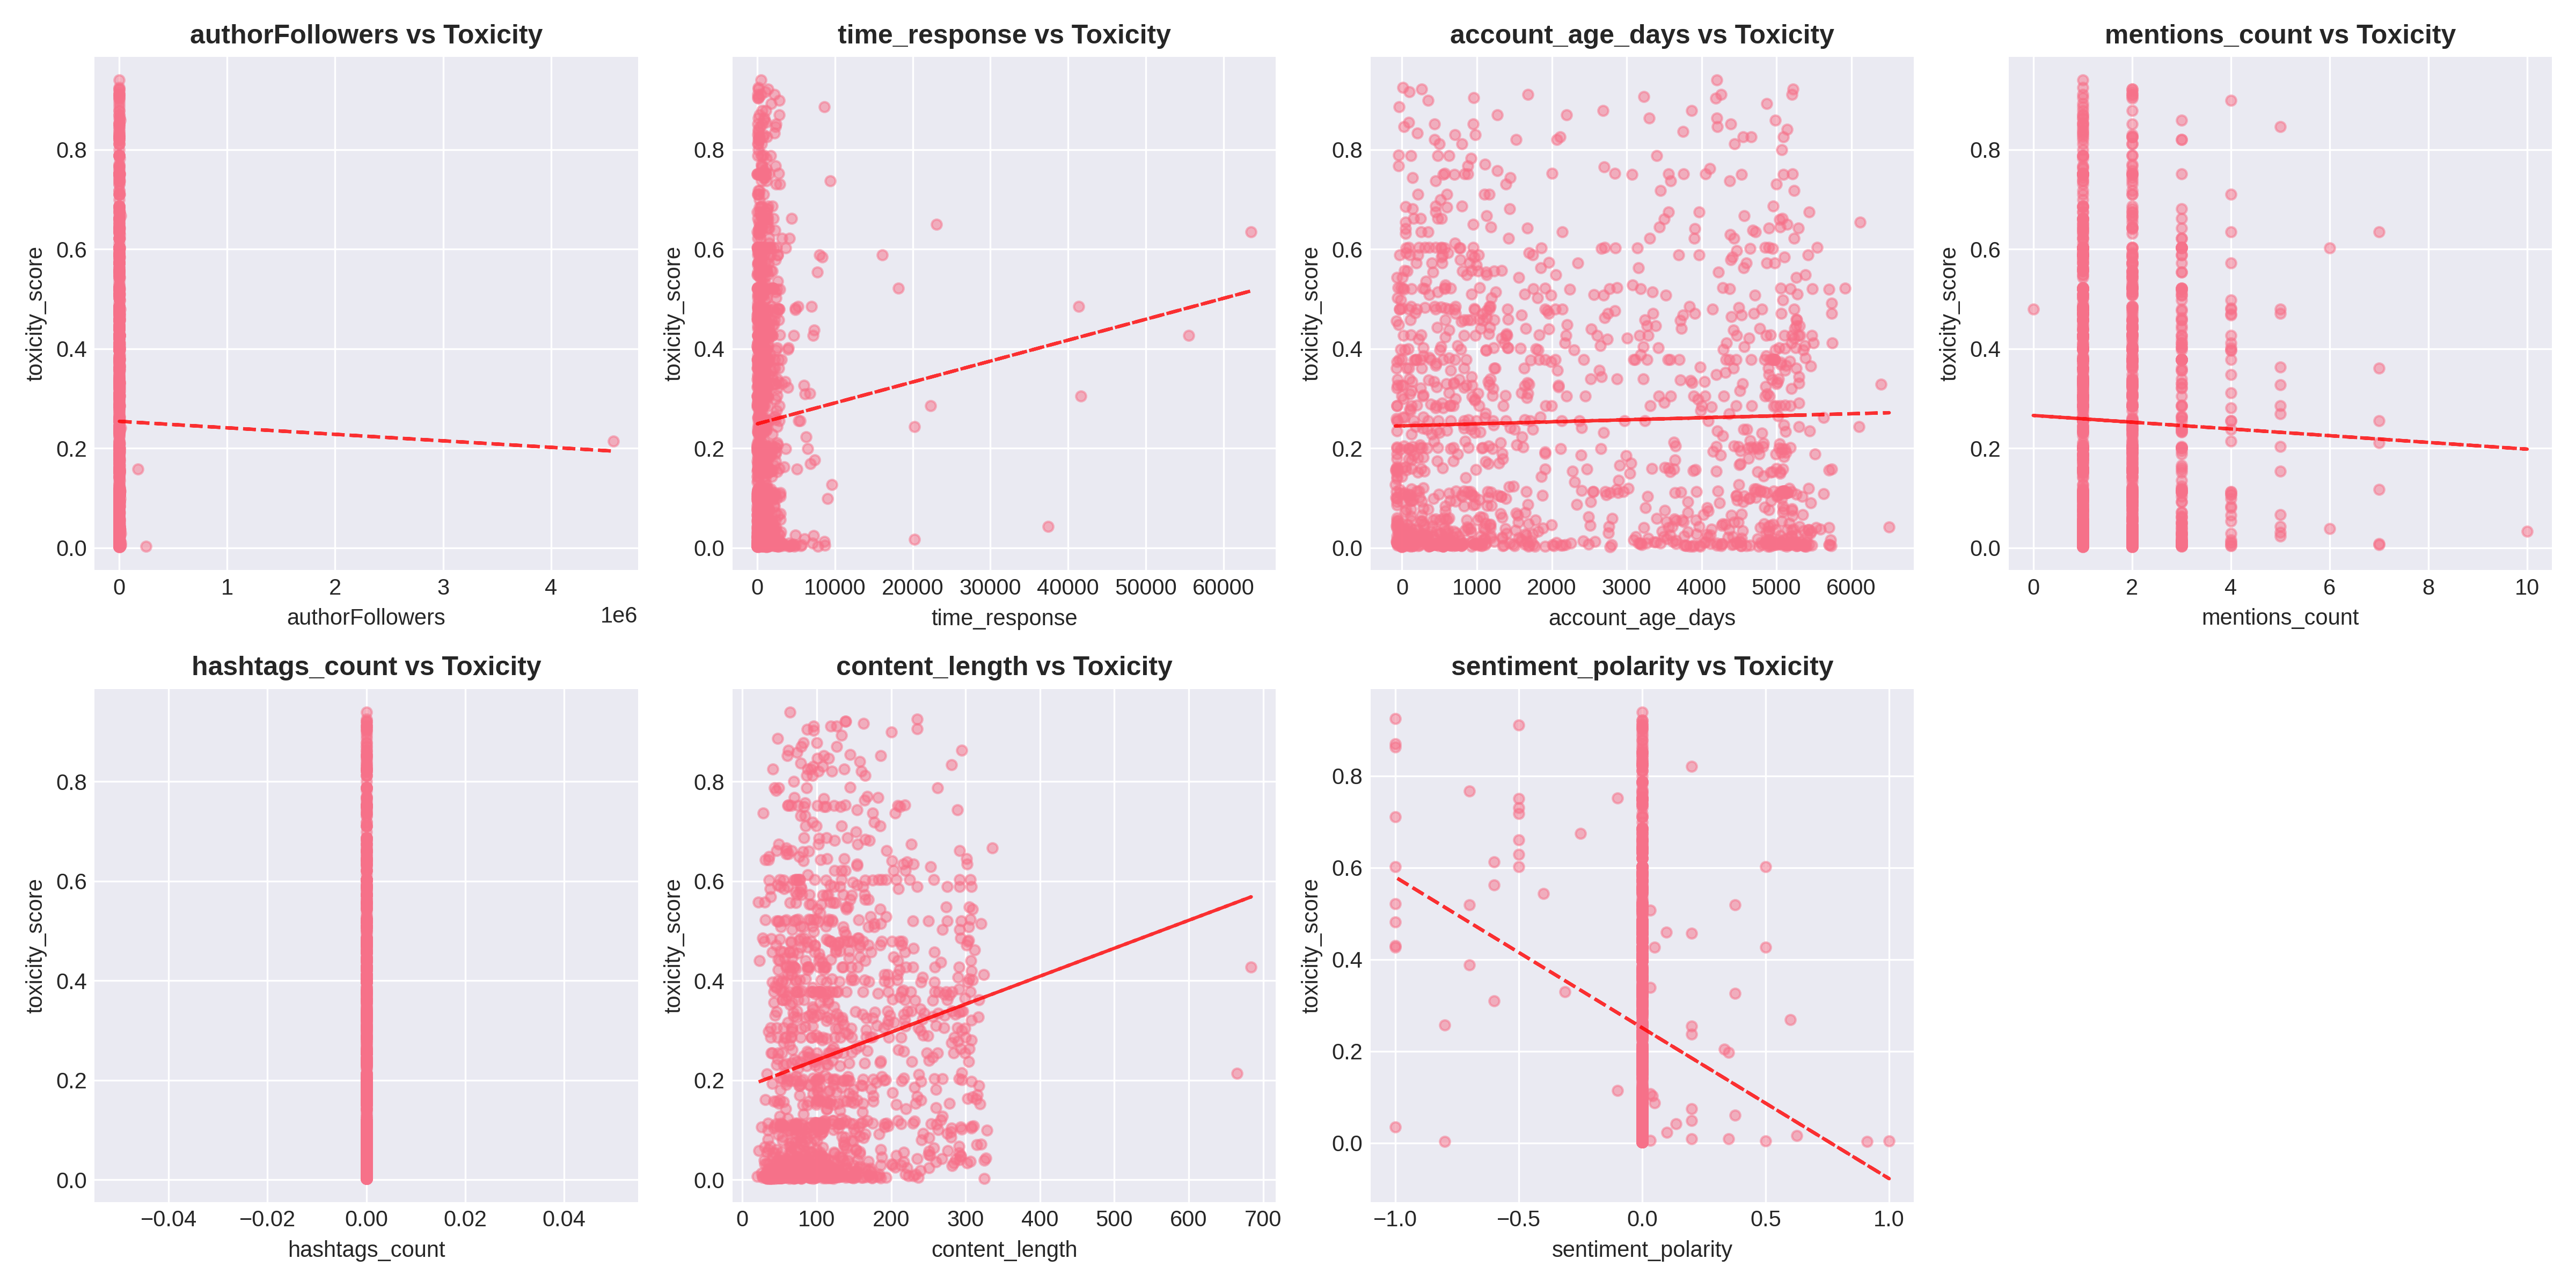 authorFollowers vs Toxicity
toxicity_score
0.8
0.6
0.4
0.2
0.0
0 1 2 3 4
1e6
authorFollowers
time_response vs Toxicity
toxicity_score
0.8
0.6
0.4
0.2
0.0
0 10000 20000 30000 40000 50000 60000
time_response
account_age_days vs Toxicity
toxicity_score
0.8
0.6
0.4
0.2
0.0
0 1000 2000 3000 4000 5000 6000
account_age_days
mentions_count vs Toxicity
toxicity_score
0.8
0.6
0.4
0.2
0.0
0 2 4 6 8 10
mentions_count
hashtags_count vs Toxicity
toxicity_score
0.8
0.6
0.4
0.2
0.0
−0.04 −0.02 0.00 0.02 0.04
hashtags_count
content_length vs Toxicity
toxicity_score
0.8
0.6
0.4
0.2
0.0
0 100 200 300 400 500 600 700
content_length
sentiment_polarity vs Toxicity
toxicity_score
0.8
0.6
0.4
0.2
0.0
−1.0 −0.5 0.0 0.5 1.0
sentiment_polarity